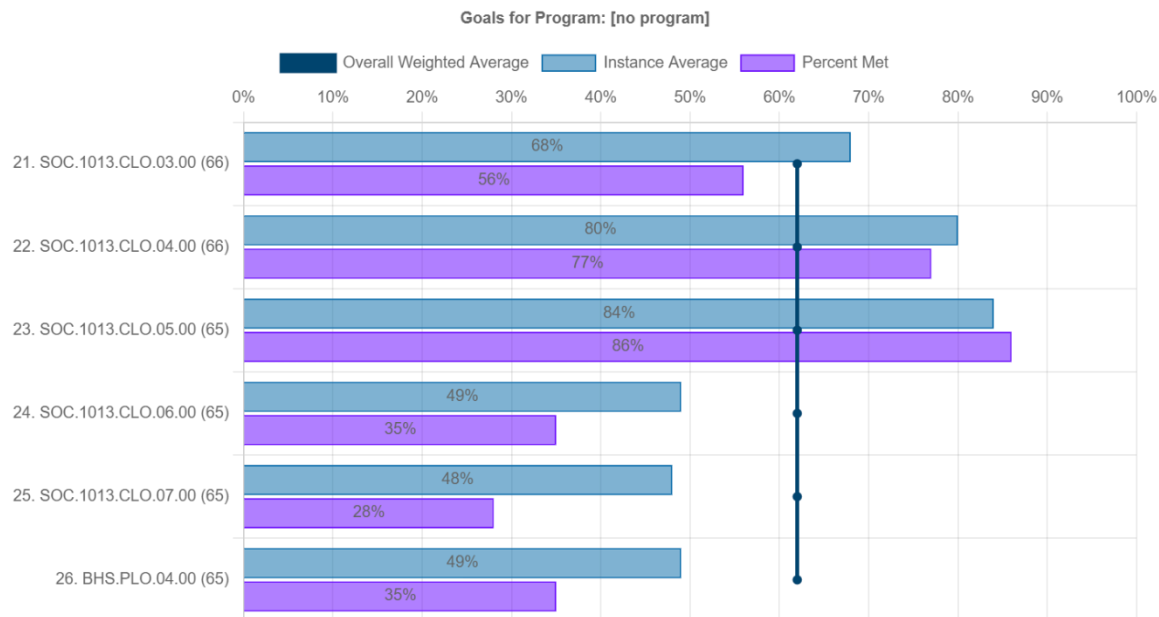 Goals for Program: [no program]
Overall Weighted Average Instance Average Percent Met
0% 10% 20% 30% 40% 50% 60% 70% 80% 90% 100%
21. SOC.1013.CLO.03.00 (66)
68%
56%
22. SOC.1013.CLO.04.00 (66)
80%
77%
23. SOC.1013.CLO.05.00 (65)
84%
86%
24. SOC.1013.CLO.06.00 (65)
49%
35%
25. SOC.1013.CLO.07.00 (65)
48%
28%
26. BHS.PLO.04.00 (65)
49%
35%